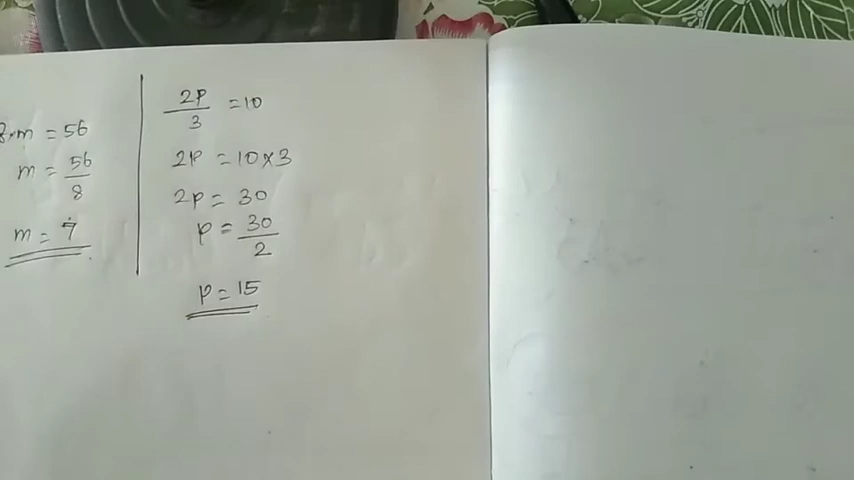 8×m = 56
m = 56/8
m = 7
2P/3 = 10
2P = 10×3
2P = 30
P = 30/2
P = 15